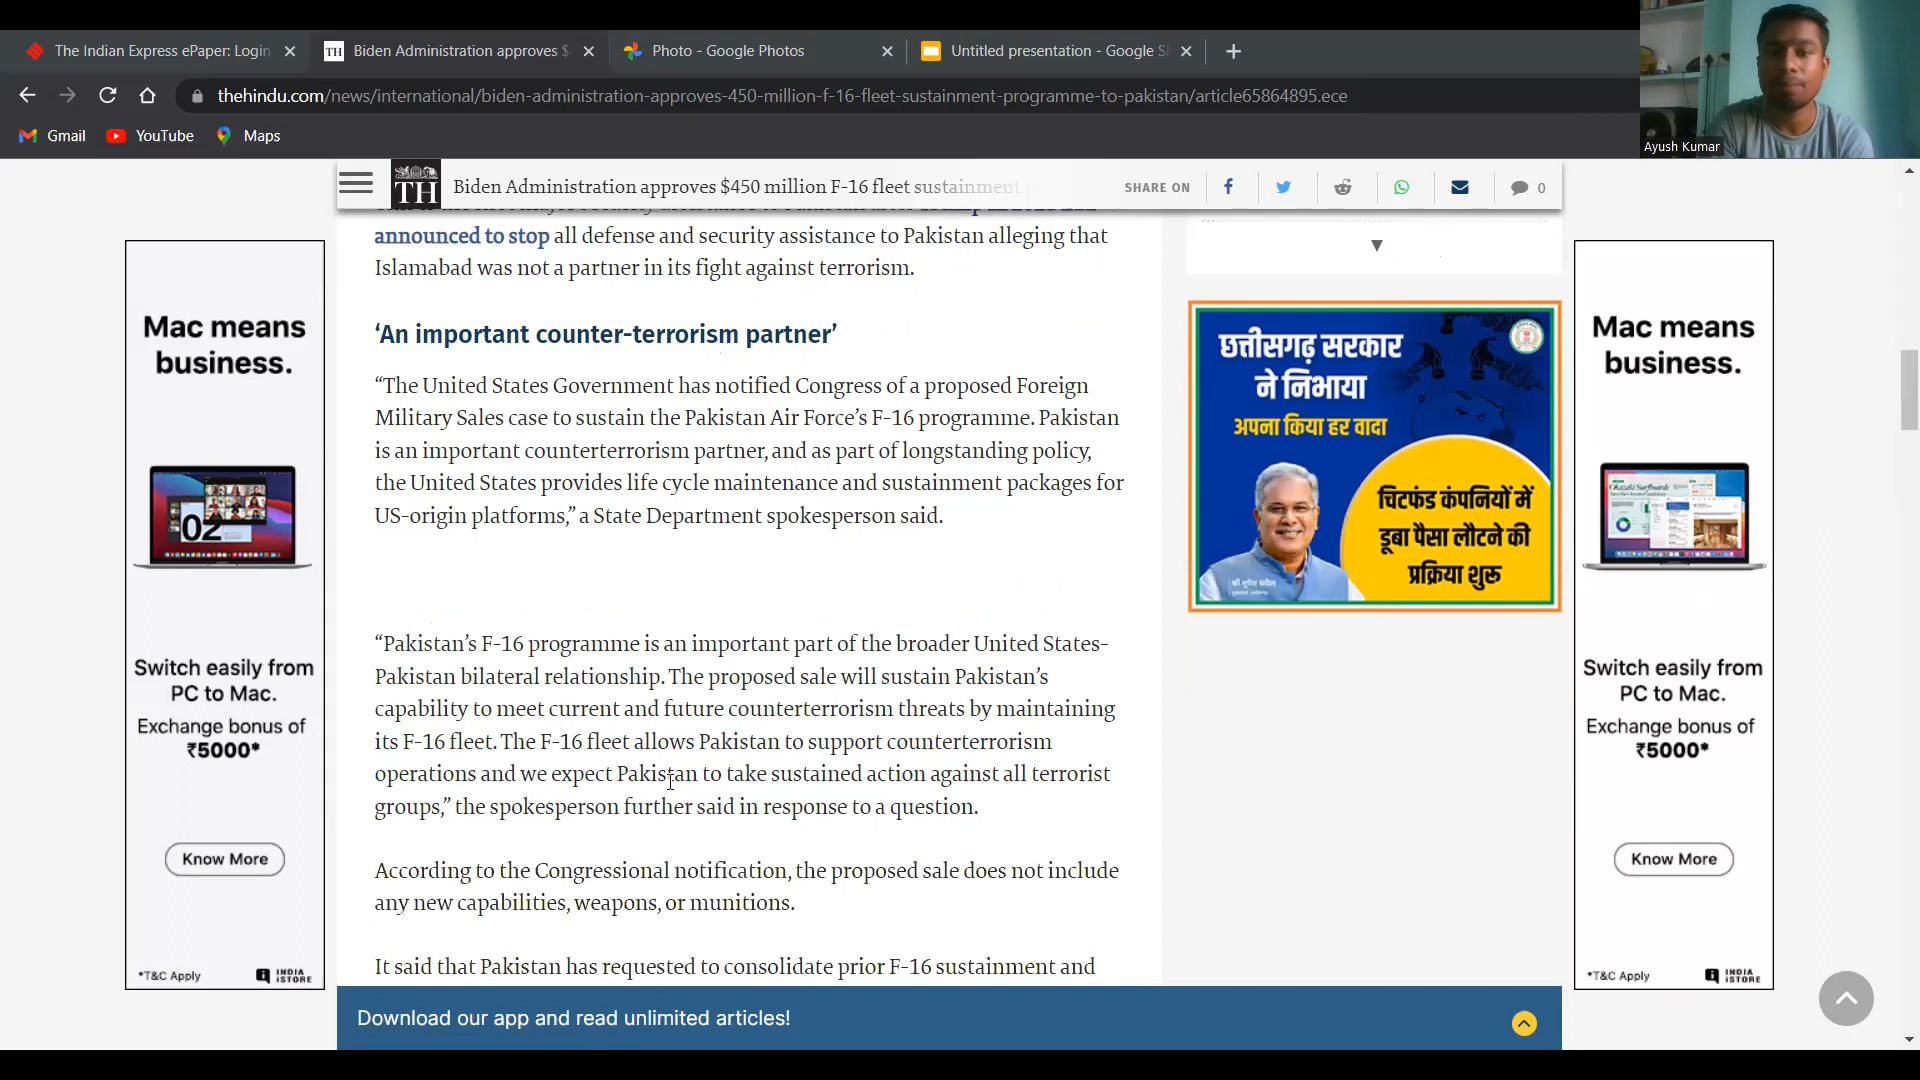 The Indian Express ePaper: Login
Biden Administration approves $
Photo - Google Photos
Untitled presentation - Google Sl
thehindu.com/news/international/biden-administration-approves-450-million-f-16-fleet-sustainment-programme-to-pakistan/article65864895.ece
Gmail
YouTube
Maps
Ayush Kumar
TH
Biden Administration approves $450 million F-16 fleet sustainment
SHARE ON
0
announced to stop all defense and security assistance to Pakistan alleging that
Islamabad was not a partner in its fight against terrorism.
‘An important counter-terrorism partner’
“The United States Government has notified Congress of a proposed Foreign
Military Sales case to sustain the Pakistan Air Force’s F-16 programme. Pakistan
is an important counterterrorism partner, and as part of longstanding policy,
the United States provides life cycle maintenance and sustainment packages for
US-origin platforms,” a State Department spokesperson said.
“Pakistan’s F-16 programme is an important part of the broader United States-
Pakistan bilateral relationship. The proposed sale will sustain Pakistan’s
capability to meet current and future counterterrorism threats by maintaining
its F-16 fleet. The F-16 fleet allows Pakistan to support counterterrorism
operations and we expect Pakistan to take sustained action against all terrorist
groups,” the spokesperson further said in response to a question.
According to the Congressional notification, the proposed sale does not include
any new capabilities, weapons, or munitions.
It said that Pakistan has requested to consolidate prior F-16 sustainment and
Download our app and read unlimited articles!
Mac means
business.
02
Switch easily from
PC to Mac.
Exchange bonus of
₹5000*
Know More
*T&C Apply
INDIA
iSTORE
छत्तीसगढ़ सरकार
ने निभाया
अपना किया हर वादा
चिटफंड कंपनियों में
डूबा पैसा लौटने की
प्रक्रिया शुरू
Mac means
business.
Switch easily from
PC to Mac.
Exchange bonus of
₹5000*
Know More
*T&C Apply
INDIA
iSTORE